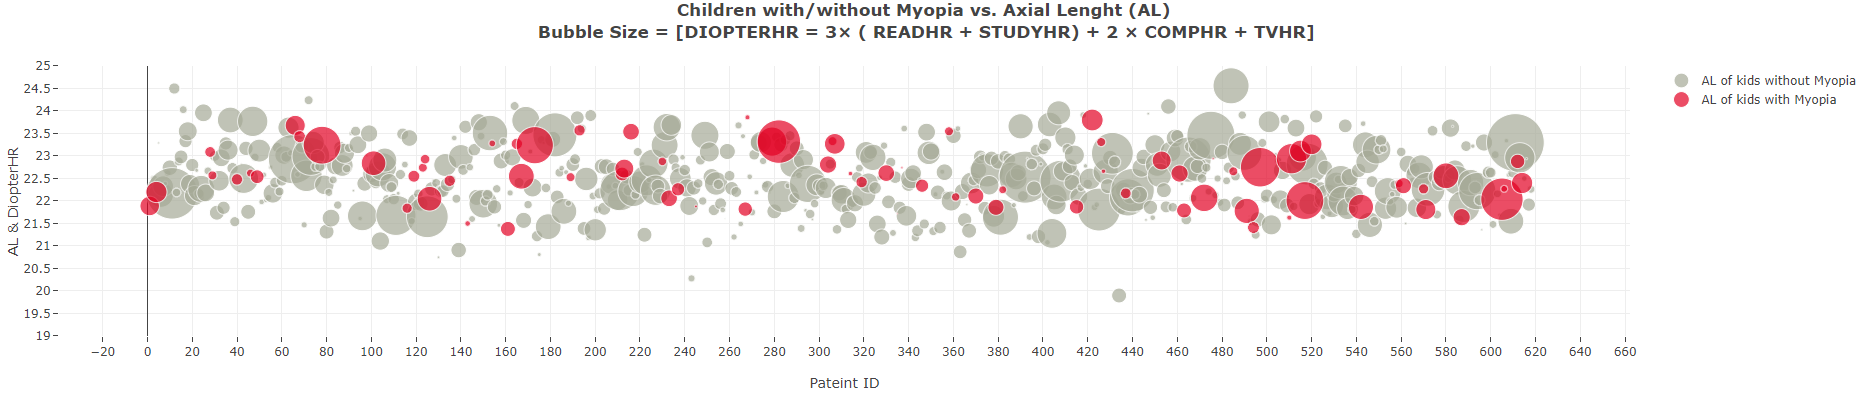 Children with/without Myopia vs. Axial Lenght (AL)
Bubble Size = [DIOPTERHR = 3× ( READHR + STUDYHR) + 2 × COMPHR + TVHR]
AL of kids without Myopia
AL of kids with Myopia
AL & DiopterHR
25
24.5
24
23.5
23
22.5
22
21.5
21
20.5
20
19.5
19
−20 0 20 40 60 80 100 120 140 160 180 200 220 240 260 280 300 320 340 360 380 400 420 440 460 480 500 520 540 560 580 600 620 640 660
Pateint ID